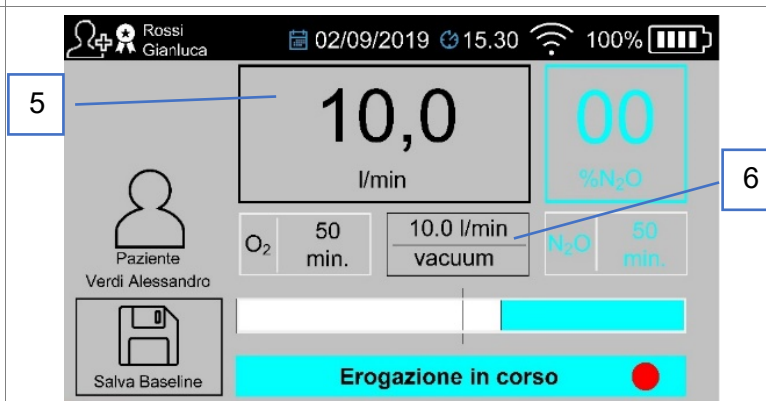 Rossi
Gianluca
02/09/2019 15.30 100%
5
10,0
l/min
00
%N₂O
6
O₂ 50
min.
10.0 l/min
vacuum
N₂O 50
min.
Paziente
Verdi Alessandro
Salva Baseline
Erogazione in corso